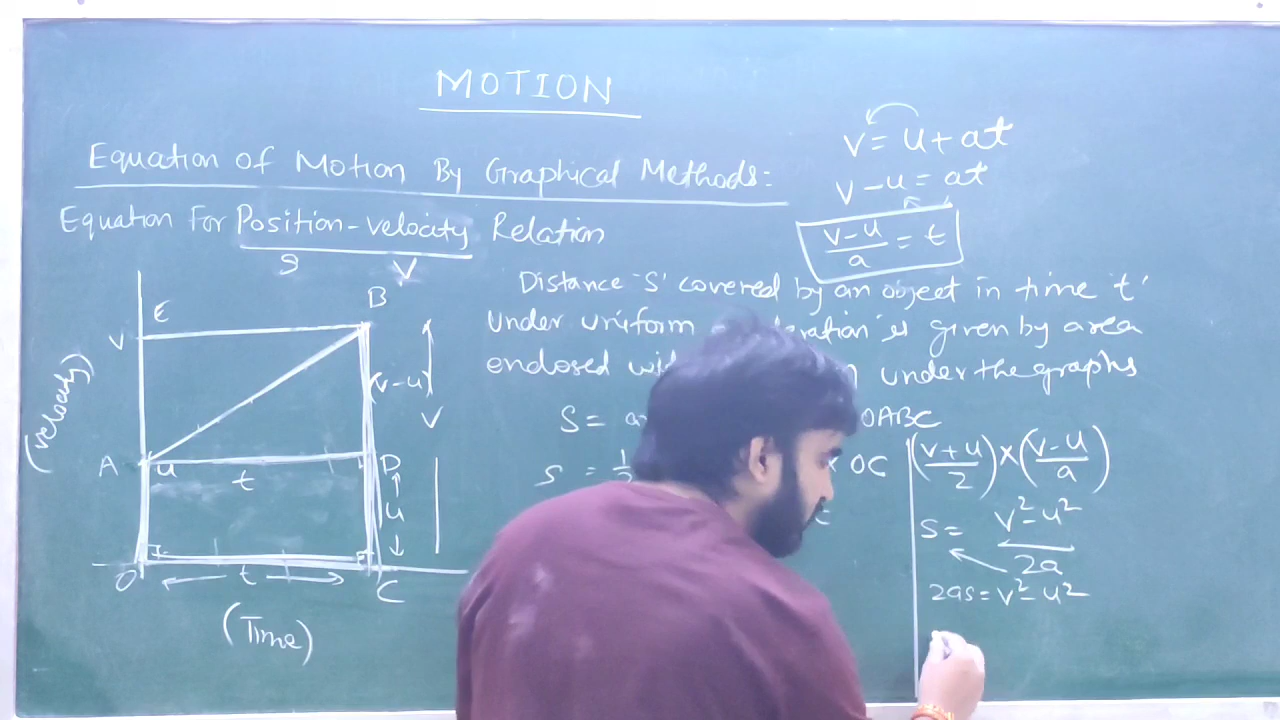 MOTION
Equation of Motion By Graphical Methods:
Equation For Position-velocity Relation
S V
v = u + at
v - u = at
v-u/a = t
Distance 'S' covered by an object in time 't'
under uniform is given by area
enclosed under the graphs
S = OABC
S = 1/ × OC
(v+u/2) × (v-u/a)
S = v²-u²/2a
2as = v²-u²
E B
V
(v-u)
V
(velocity)
A u t D
u
O t C
(Time)